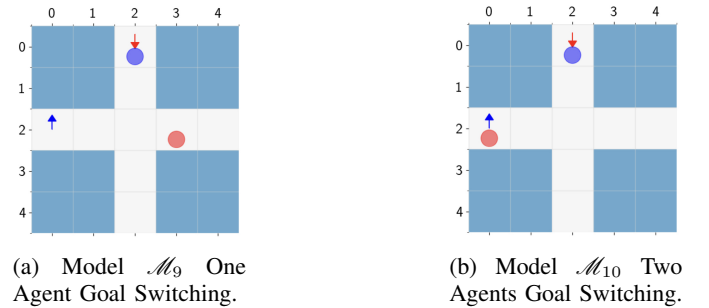 0 1 2 3 4
0
1
2
3
4
(a) Model ℳ9 One
Agent Goal Switching.
0 1 2 3 4
0
1
2
3
4
(b) Model ℳ10 Two
Agents Goal Switching.